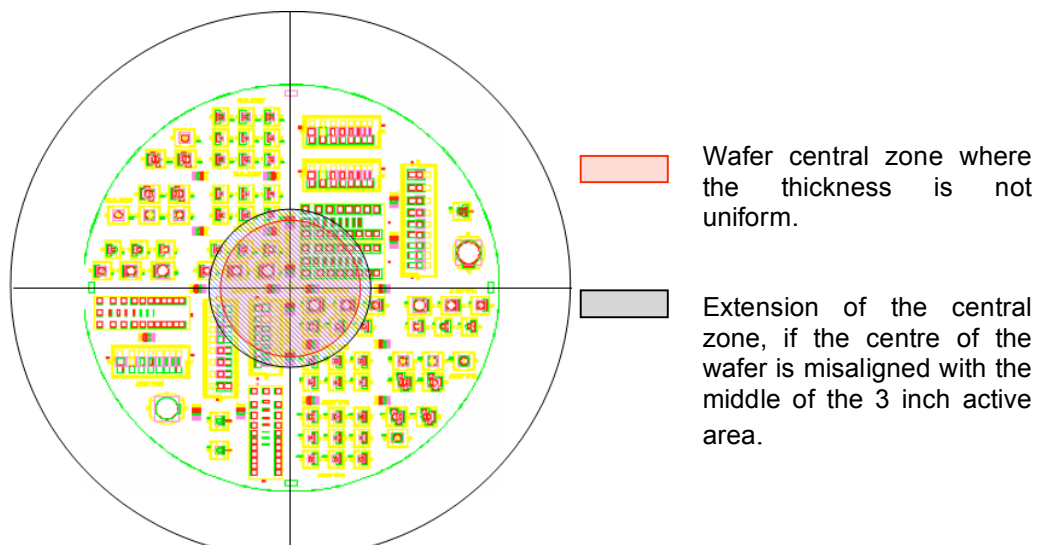 Wafer central zone where
the thickness is not
uniform.
Extension of the central
zone, if the centre of the
wafer is misaligned with the
middle of the 3 inch active
area.